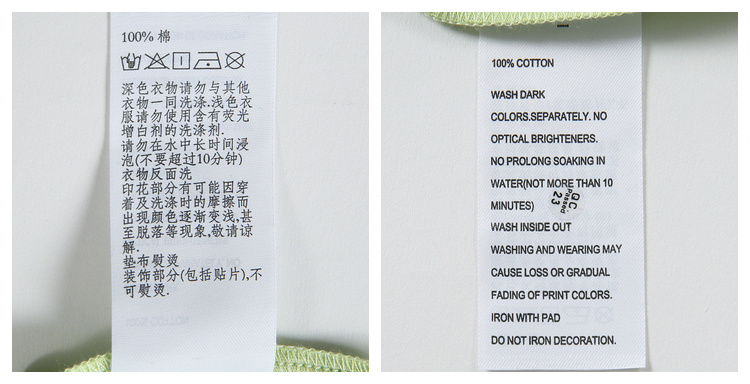 100% 棉
深色衣物请勿与其他
衣物一同洗涤.浅色衣
服请勿使用含有荧光
增白剂的洗涤剂.
请勿在水中长时间浸
泡(不要超过10分钟)
衣物反面洗
印花部分有可能因穿
着及洗涤时的摩擦而
出现颜色逐渐变浅,甚
至脱落等现象,敬请谅
解.
垫布熨烫
装饰部分(包括贴片),不
可熨烫.
100% COTTON
WASH DARK
COLORS.SEPARATELY. NO
OPTICAL BRIGHTENERS.
NO PROLONG SOAKING IN
WATER(NOT MORE THAN 10
MINUTES)
QC
Passed
23
WASH INSIDE OUT
WASHING AND WEARING MAY
CAUSE LOSS OR GRADUAL
FADING OF PRINT COLORS.
IRON WITH PAD
DO NOT IRON DECORATION.